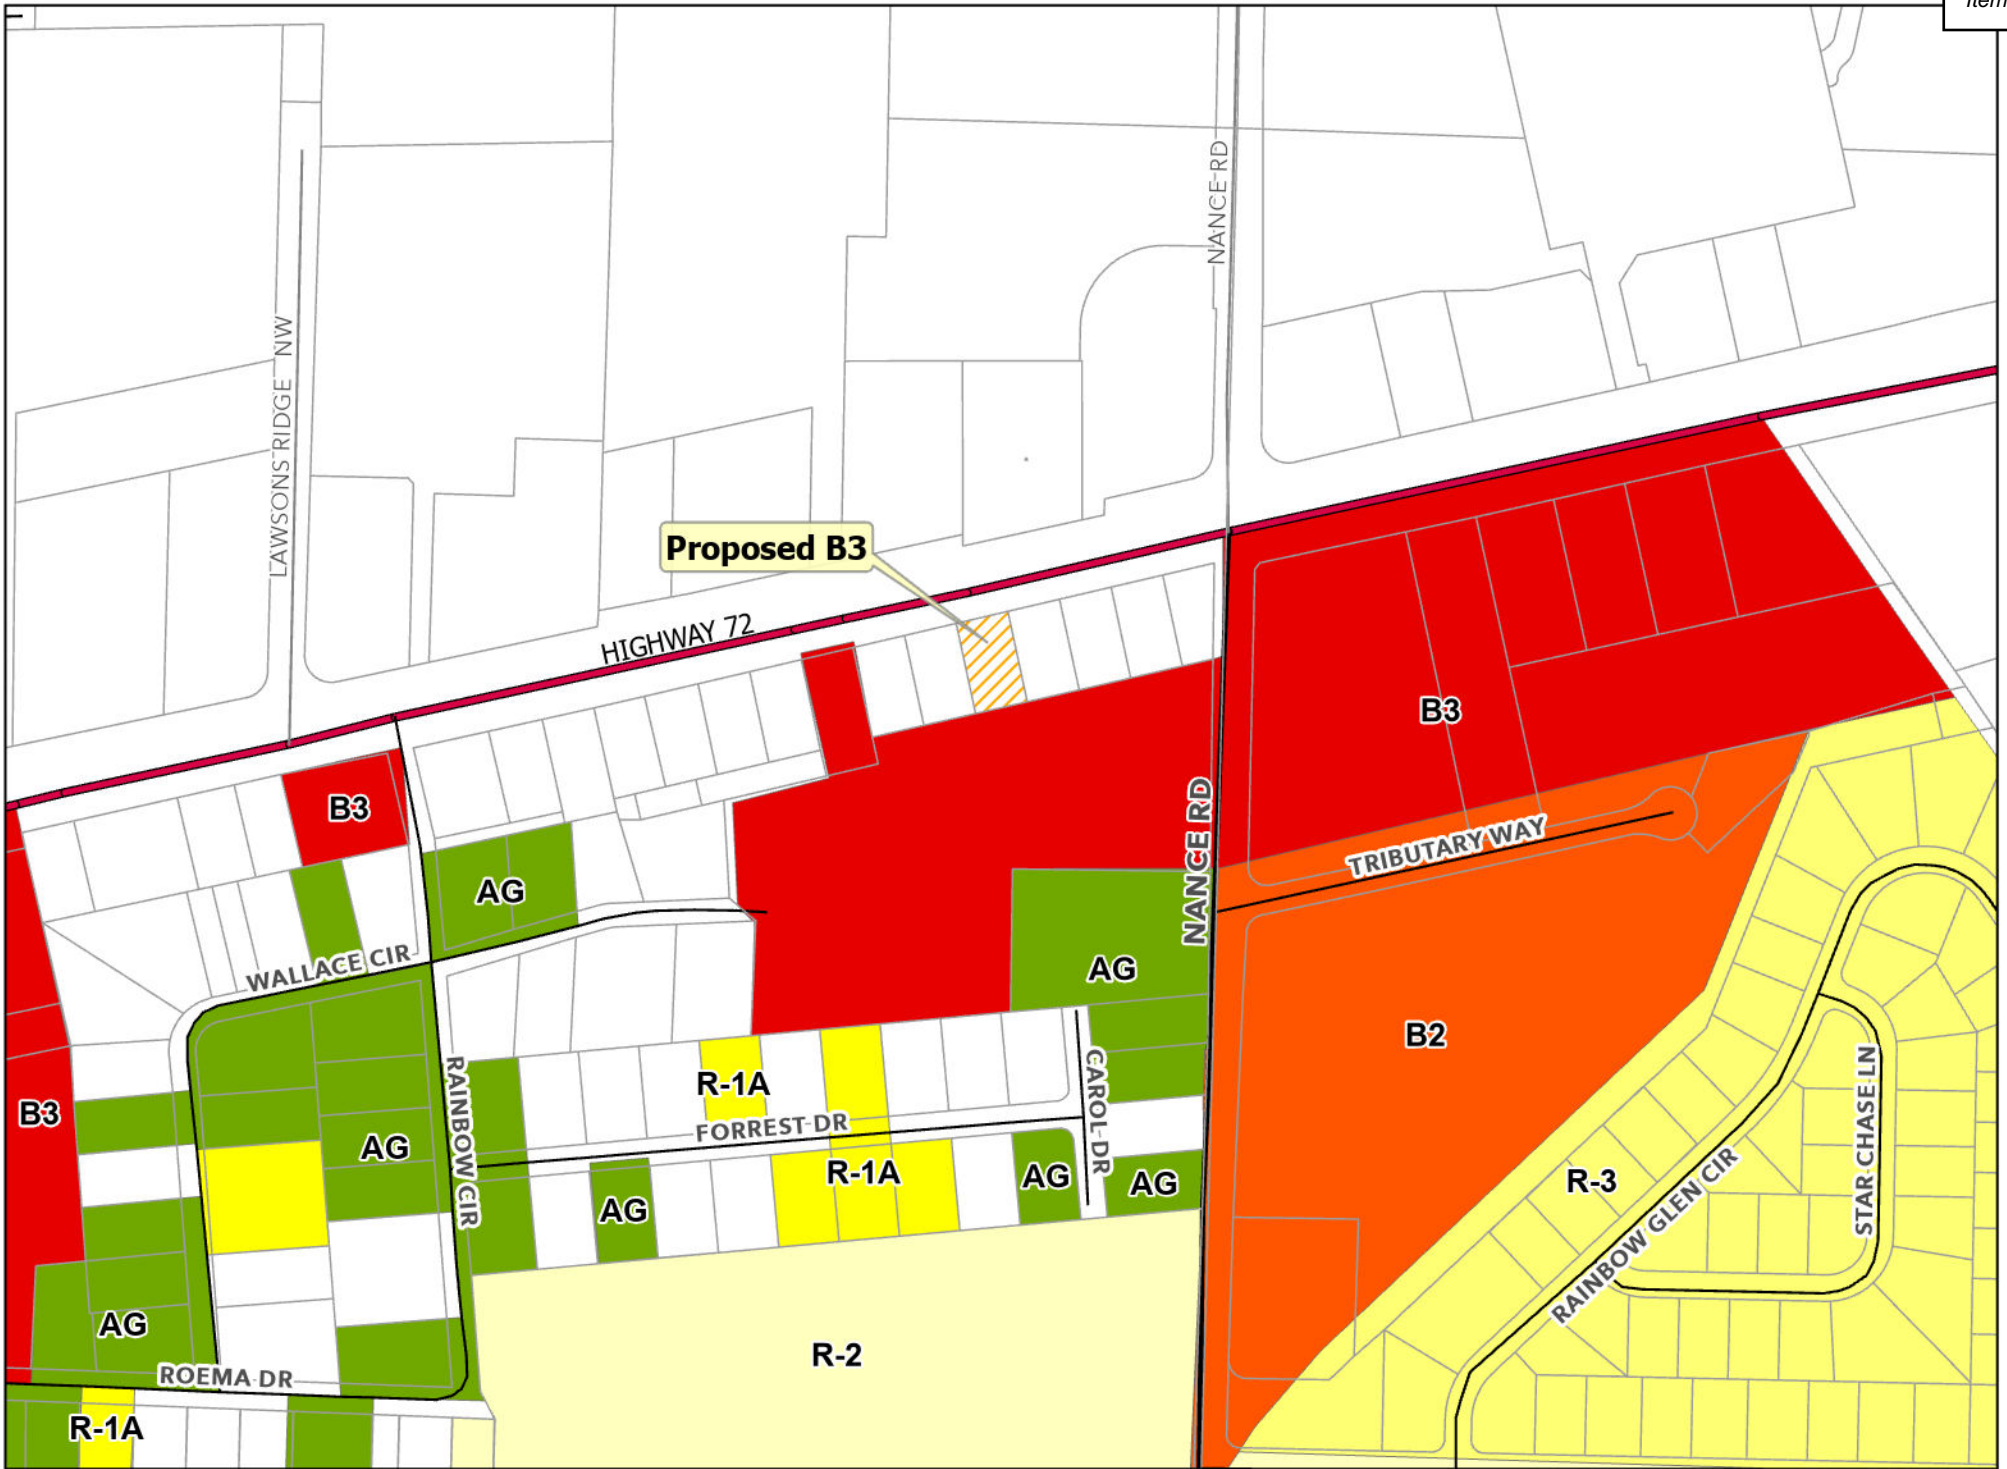 Item
NANCE RD
LAWSONS RIDGE NW
Proposed B3
HIGHWAY 72
B3
B3
NANCE RD
TRIBUTARY WAY
AG
WALLACE CIR
AG
B2
RAINBOW CIR
R-1A
CAROL DR
STAR CHASE LN
B3
FORREST DR
AG
R-1A
AG
AG
R-3
AG
RAINBOW GLEN CIR
AG
R-2
ROEMA DR
R-1A